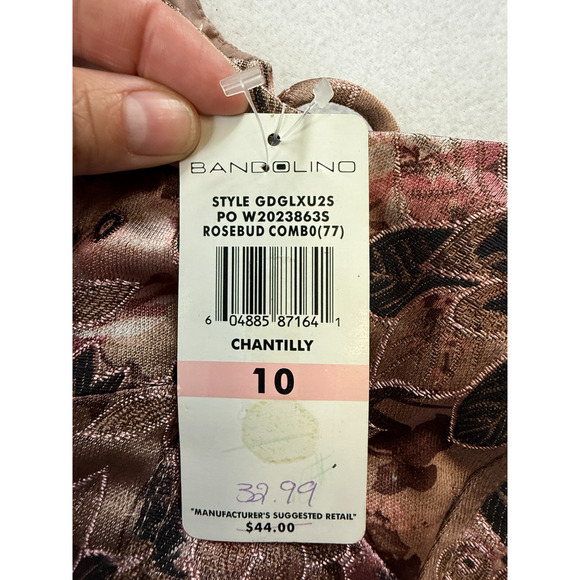 BANDOLINO
STYLE GDGLXU2S
PO W2023863S
ROSEBUD COMBO(77)
6 04885 87164 1
CHANTILLY
10
32.99
"MANUFACTURER'S SUGGESTED RETAIL"
$44.00